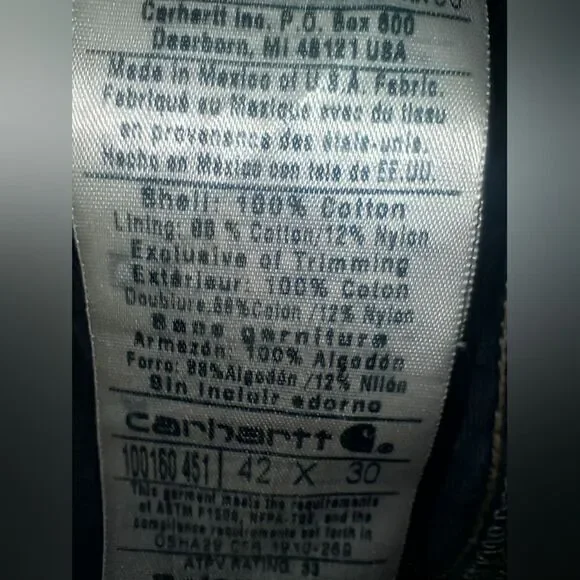 Carhartt Inc. P.O. Box 600
Dearborn, MI 48121 USA
Made in Mexico of U.S.A. Fabric.
Fabriqué au Mexique avec du tissu
en provenance des états-unis.
Hecho en México con tela de EE.UU.
Shell: 100% Cotton
Lining: 88 % Cotton/12% Nylon
Exclusive of Trimming
Extérieur: 100% Coton
Doublure:88%Coton /12% Nylon
Sans garniture
Armazón: 100% Algodón
Forro: 88%Algodón /12% Nilón
Sin incluir adorno
carhartt
100160 451 42 X 30
This garment meets the requirements
of ASTM F1506, NFPA-70E, and the
compliance requirements set forth in
OSHA29 CFR 1910-269
ATPV RATING